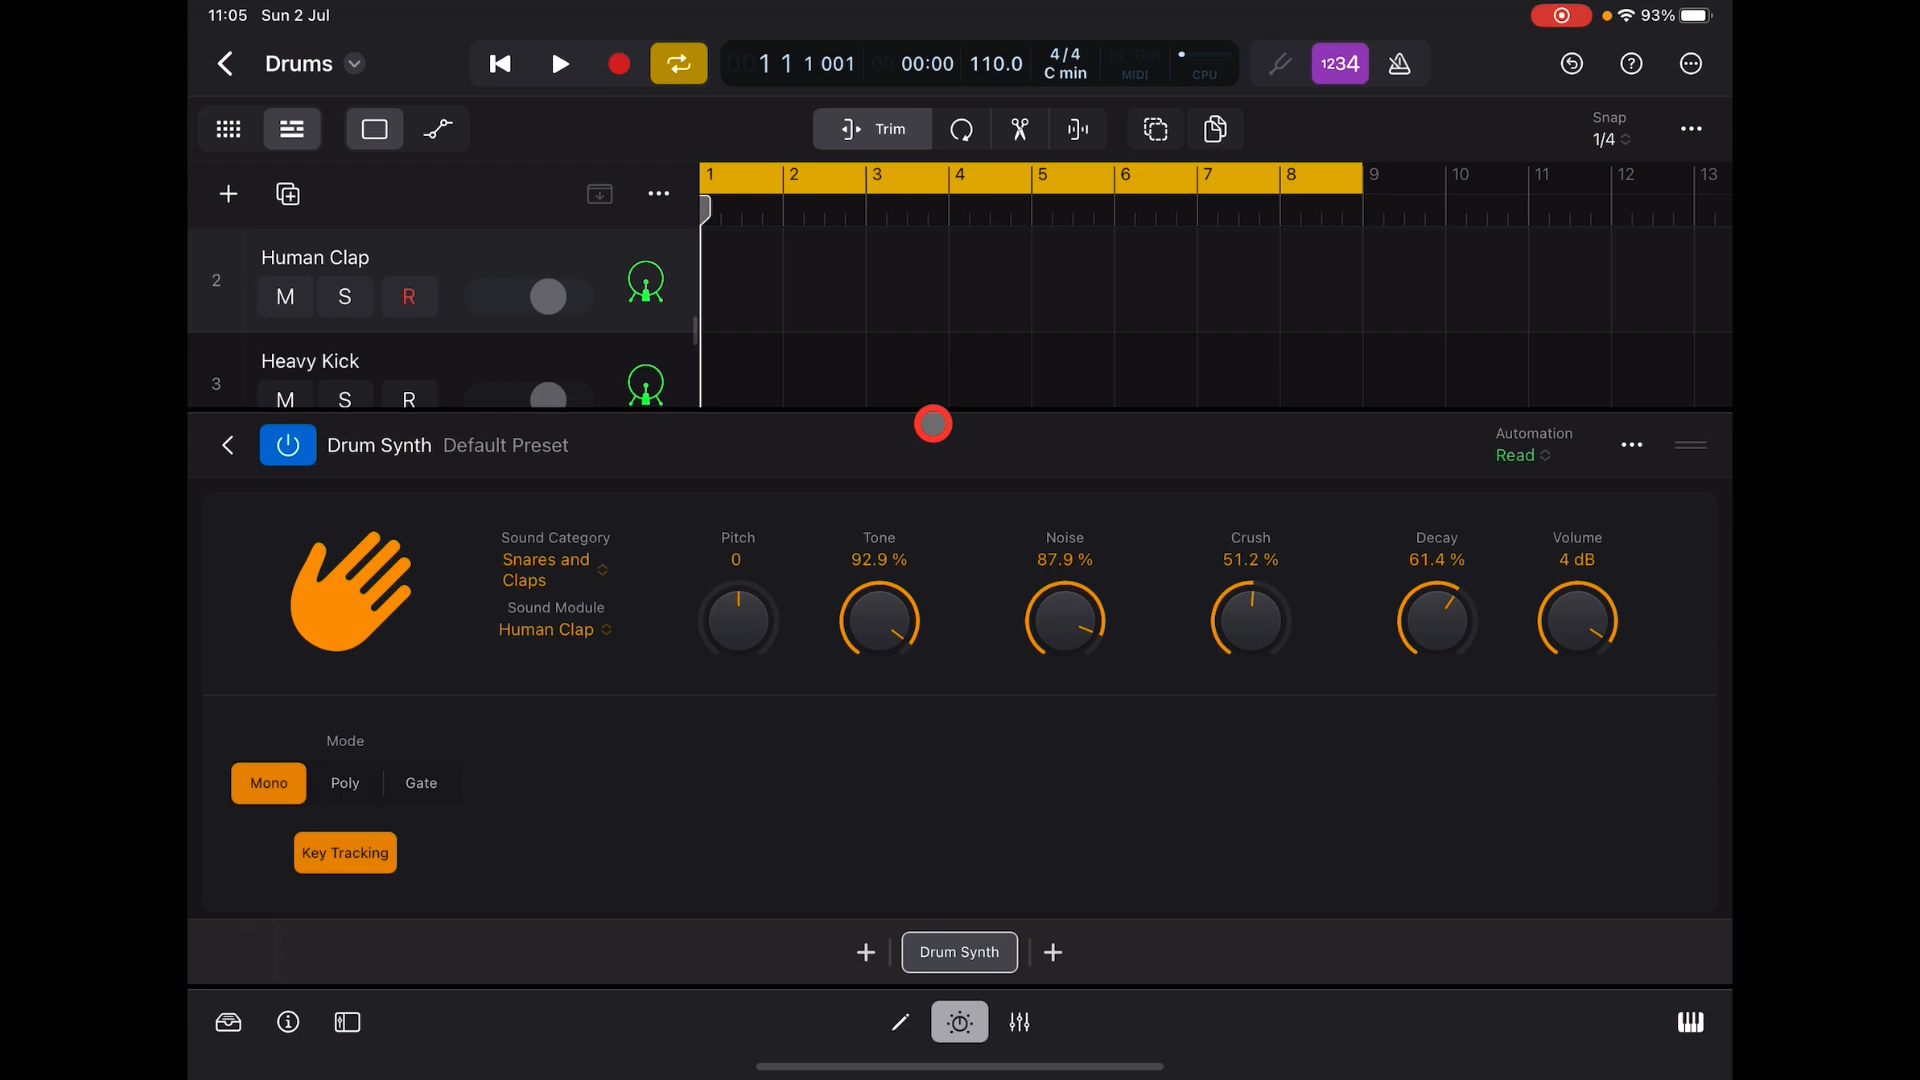 11:05 Sun 2 Jul
93%
Drums
1 1 1 001 00:00 110.0 4/4 C min
In Out
MIDI
CPU
1234
Trim
Snap
1/4
1 2 3 4 5 6 7 8 9 10 11 12 13
2
Human Clap
M S R
3
Heavy Kick
M S R
Drum Synth Default Preset
Automation
Read
Sound Category
Snares and
Claps
Sound Module
Human Clap
Pitch
0
Tone
92.9 %
Noise
87.9 %
Crush
51.2 %
Decay
61.4 %
Volume
4 dB
Mode
Mono Poly Gate
Key Tracking
Drum Synth